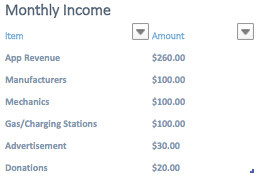 Monthly Income
Item Amount
App Revenue $260.00
Manufacturers $100.00
Mechanics $100.00
Gas/Charging Stations $100.00
Advertisement $30.00
Donations $20.00